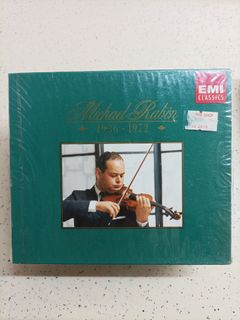 EMI
CLASSICS
Michael Rabin
1936 - 1972